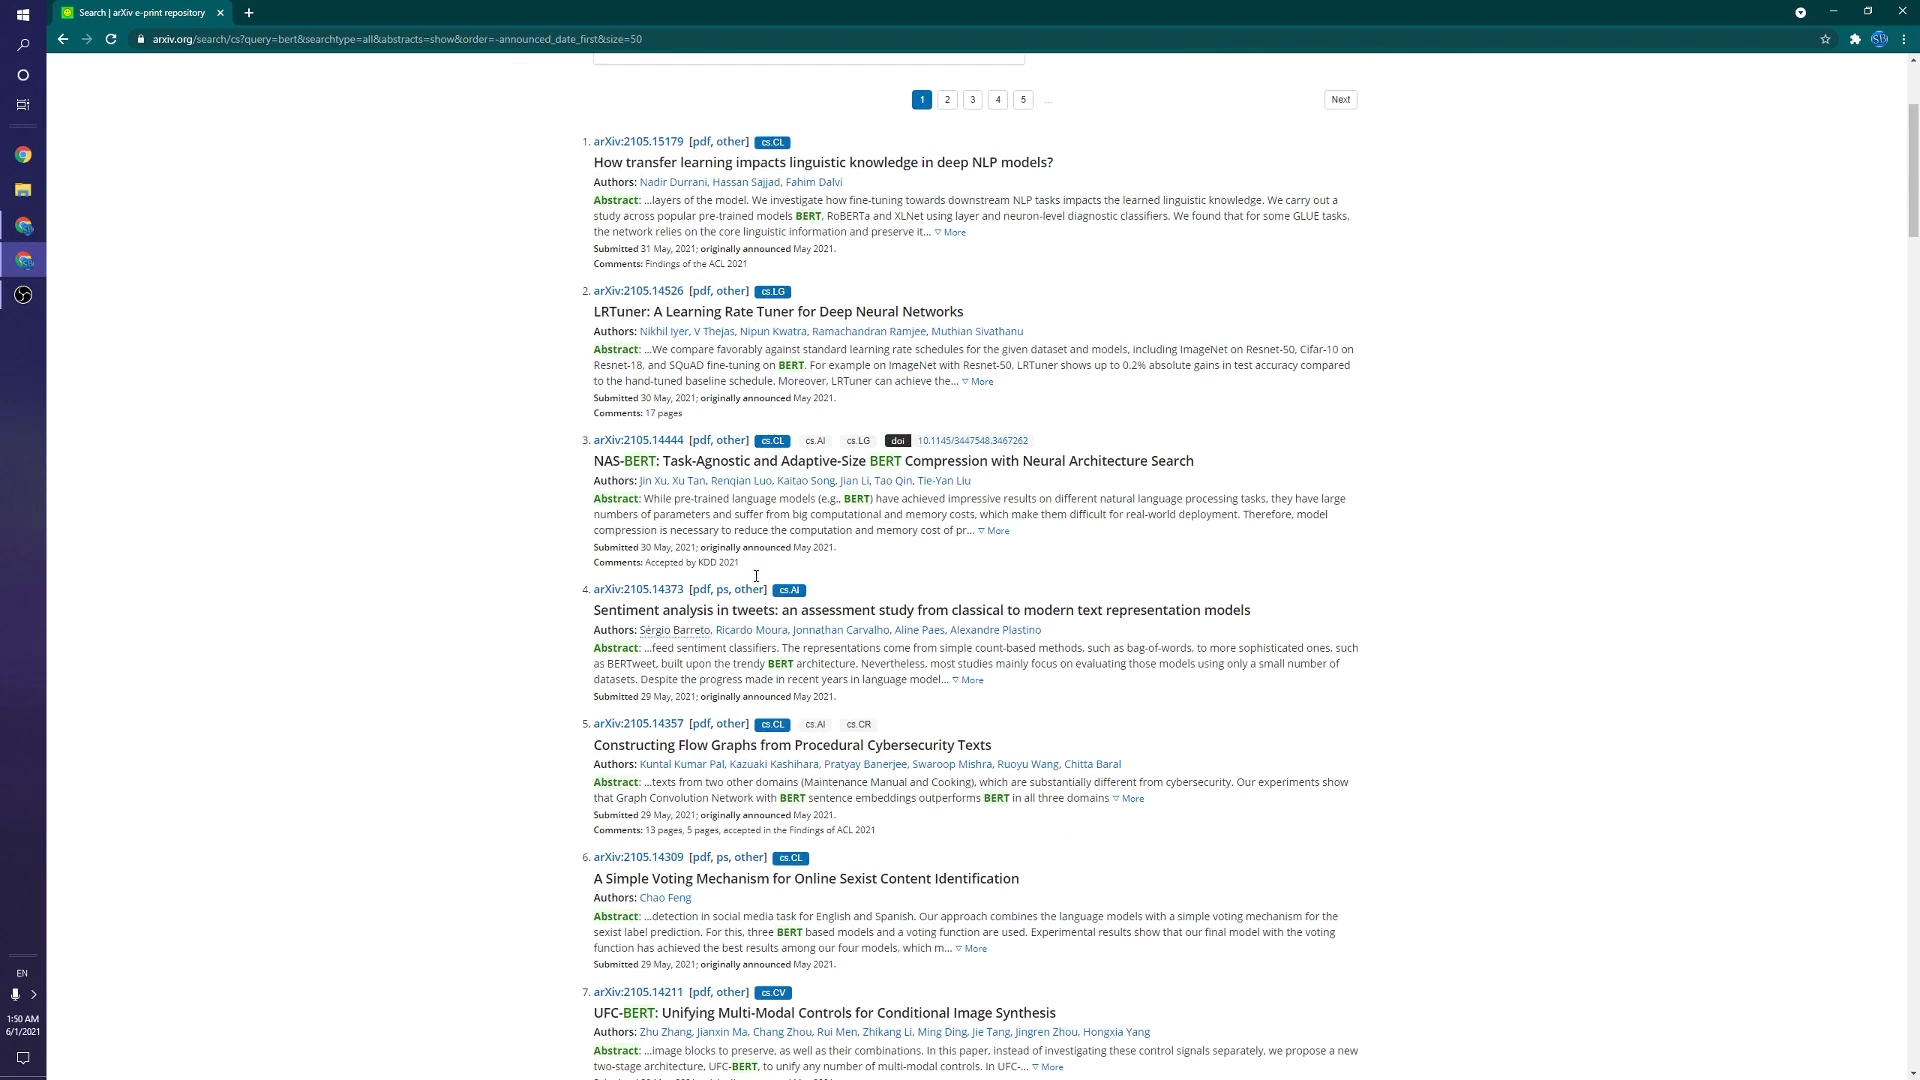 Search | arXiv e-print repository
arxiv.org/search/cs?query=bert&searchtype=all&abstracts=show&order=-announced_date_first&size=50
1 2 3 4 5 ... Next
1. arXiv:2105.15179 [pdf, other] cs.CL
How transfer learning impacts linguistic knowledge in deep NLP models?
Authors: Nadir Durrani, Hassan Sajjad, Fahim Dalvi
Abstract: ...layers of the model. We investigate how fine-tuning towards downstream NLP tasks impacts the learned linguistic knowledge. We carry out a
study across popular pre-trained models BERT, RoBERTa and XLNet using layer and neuron-level diagnostic classifiers. We found that for some GLUE tasks,
the network relies on the core linguistic information and preserve it... ▽ More
Submitted 31 May, 2021; originally announced May 2021.
Comments: Findings of the ACL 2021
2. arXiv:2105.14526 [pdf, other] cs.LG
LRTuner: A Learning Rate Tuner for Deep Neural Networks
Authors: Nikhil Iyer, V Thejas, Nipun Kwatra, Ramachandran Ramjee, Muthian Sivathanu
Abstract: ...We compare favorably against standard learning rate schedules for the given dataset and models, including ImageNet on Resnet-50, Cifar-10 on
Resnet-18, and SQuAD fine-tuning on BERT. For example on ImageNet with Resnet-50, LRTuner shows up to 0.2% absolute gains in test accuracy compared
to the hand-tuned baseline schedule. Moreover, LRTuner can achieve the... ▽ More
Submitted 30 May, 2021; originally announced May 2021.
Comments: 17 pages
3. arXiv:2105.14444 [pdf, other] cs.CL cs.AI cs.LG doi 10.1145/3447548.3467262
NAS-BERT: Task-Agnostic and Adaptive-Size BERT Compression with Neural Architecture Search
Authors: Jin Xu, Xu Tan, Renqian Luo, Kaitao Song, Jian Li, Tao Qin, Tie-Yan Liu
Abstract: While pre-trained language models (e.g., BERT) have achieved impressive results on different natural language processing tasks, they have large
numbers of parameters and suffer from big computational and memory costs, which make them difficult for real-world deployment. Therefore, model
compression is necessary to reduce the computation and memory cost of pr... ▽ More
Submitted 30 May, 2021; originally announced May 2021.
Comments: Accepted by KDD 2021
4. arXiv:2105.14373 [pdf, ps, other] cs.AI
Sentiment analysis in tweets: an assessment study from classical to modern text representation models
Authors: Sérgio Barreto, Ricardo Moura, Jonnathan Carvalho, Aline Paes, Alexandre Plastino
Abstract: ...feed sentiment classifiers. The representations come from simple count-based methods, such as bag-of-words, to more sophisticated ones, such
as BERTweet, built upon the trendy BERT architecture. Nevertheless, most studies mainly focus on evaluating those models using only a small number of
datasets. Despite the progress made in recent years in language model... ▽ More
Submitted 29 May, 2021; originally announced May 2021.
5. arXiv:2105.14357 [pdf, other] cs.CL cs.AI cs.CR
Constructing Flow Graphs from Procedural Cybersecurity Texts
Authors: Kuntal Kumar Pal, Kazuaki Kashihara, Pratyay Banerjee, Swaroop Mishra, Ruoyu Wang, Chitta Baral
Abstract: ...texts from two other domains (Maintenance Manual and Cooking), which are substantially different from cybersecurity. Our experiments show
that Graph Convolution Network with BERT sentence embeddings outperforms BERT in all three domains ▽ More
Submitted 29 May, 2021; originally announced May 2021.
Comments: 13 pages, 5 pages, accepted in the Findings of ACL 2021
6. arXiv:2105.14309 [pdf, ps, other] cs.CL
A Simple Voting Mechanism for Online Sexist Content Identification
Authors: Chao Feng
Abstract: ...detection in social media task for English and Spanish. Our approach combines the language models with a simple voting mechanism for the
sexist label prediction. For this, three BERT based models and a voting function are used. Experimental results show that our final model with the voting
function has achieved the best results among our four models, which m... ▽ More
Submitted 29 May, 2021; originally announced May 2021.
7. arXiv:2105.14211 [pdf, other] cs.CV
UFC-BERT: Unifying Multi-Modal Controls for Conditional Image Synthesis
Authors: Zhu Zhang, Jianxin Ma, Chang Zhou, Rui Men, Zhikang Li, Ming Ding, Jie Tang, Jingren Zhou, Hongxia Yang
Abstract: ...image blocks to preserve, as well as their combinations. In this paper, instead of investigating these control signals separately, we propose a new
two-stage architecture, UFC-BERT, to unify any number of multi-modal controls. In UFC-... ▽ More
EN
1:50 AM
6/1/2021